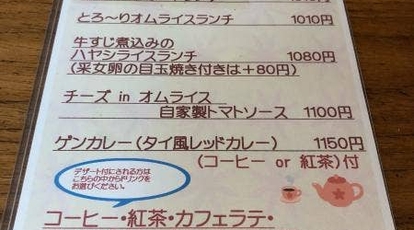 とろ～りオムライスランチ 1010円
牛すじ煮込みの
ハヤシライスランチ 1080円
(采女卵の目玉焼き付きは＋80円)
チーズ in オムライス
自家製トマトソース 1100円
ゲンカレー(タイ風レッドカレー) 1150円
(コーヒー or 紅茶)付
デザート付にされる方は
こちらの中からドリンクを
お選びください。
コーヒー・紅茶・カフェラテ・